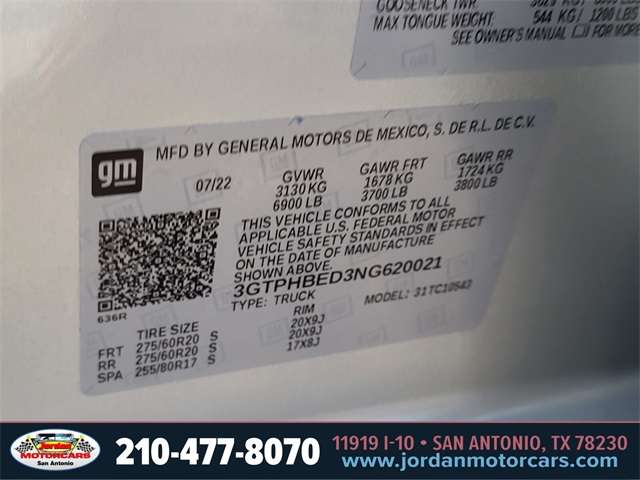 GOOSENECK TWR:
MAX TONGUE WEIGHT: 544 KG/ 1200 LBS
SEE OWNER'S MANUAL FOR MORE
gm
MFD BY GENERAL MOTORS DE MEXICO, S. DE R.L. DE C.V.
07/22 GVWR GAWR FRT GAWR RR
3130 KG 1678 KG 1724 KG
6900 LB 3700 LB 3800 LB
THIS VEHICLE CONFORMS TO ALL
APPLICABLE U.S. FEDERAL MOTOR
VEHICLE SAFETY STANDARDS IN EFFECT
ON THE DATE OF MANUFACTURE
SHOWN ABOVE.
3GTPHBED3NG620021
TYPE: TRUCK MODEL: 31TC10543
636R
TIRE SIZE RIM
FRT 275/60R20 S 20X9J
RR 275/60R20 S 20X9J
SPA 255/80R17 S 17X8J
Jordan
MOTORCARS
San Antonio
210-477-8070
11919 I-10 • SAN ANTONIO, TX 78230
www.jordanmotorcars.com